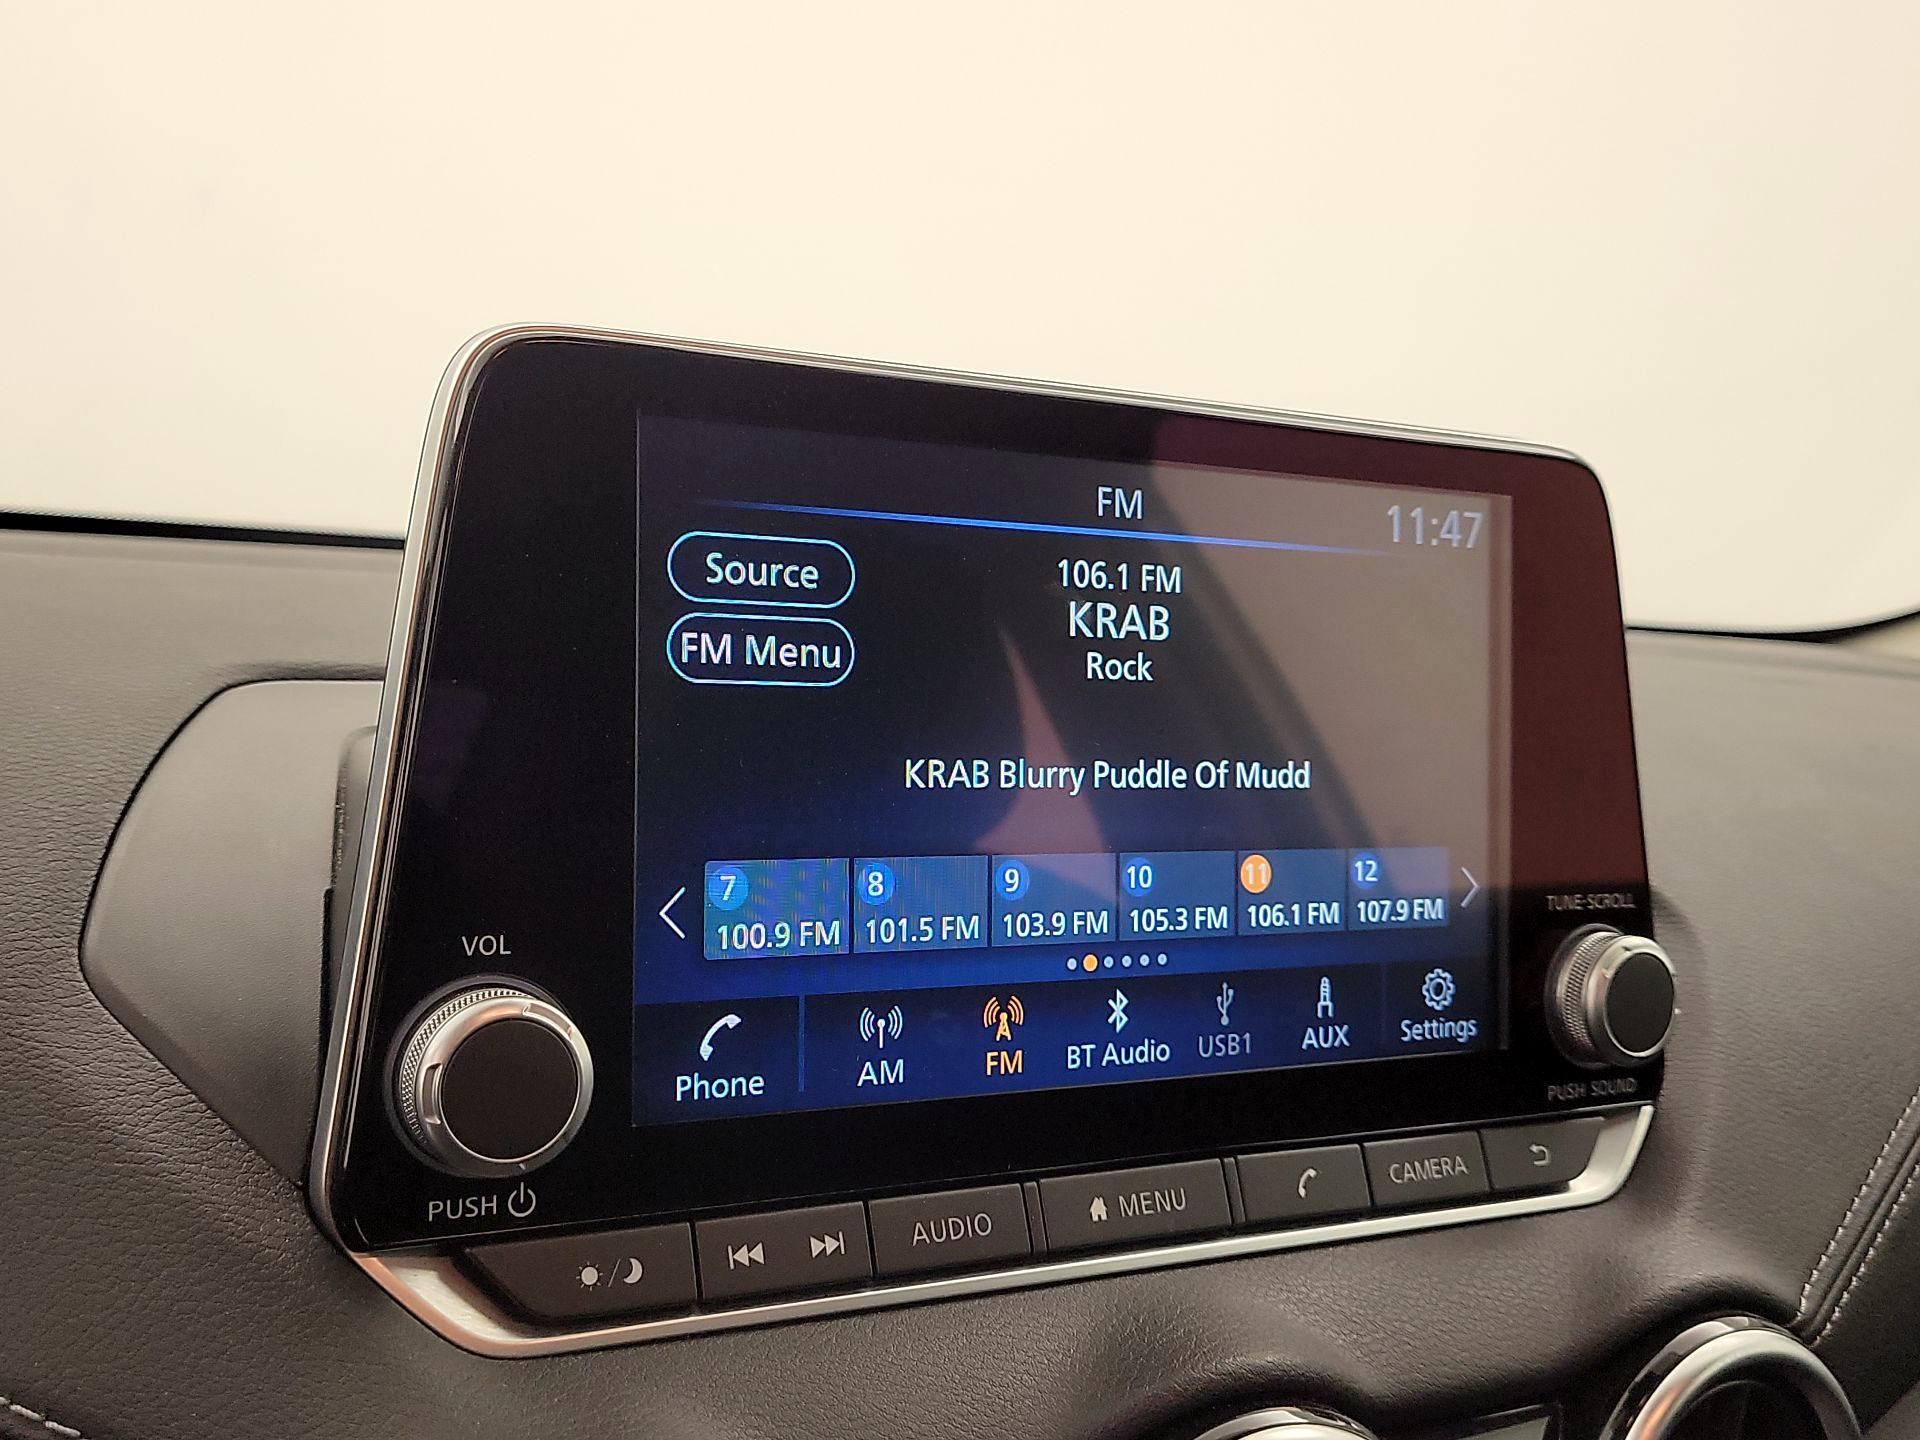 FM
11:47
Source
106.1 FM
KRAB
FM Menu
Rock
KRAB Blurry Puddle Of Mudd
7 8 9 10 11 12
100.9 FM 101.5 FM 103.9 FM 105.3 FM 106.1 FM 107.9 FM
Phone AM FM BT Audio USB1 AUX Settings
VOL
PUSH
TUNE·SCROLL
PUSH SOUND
AUDIO MENU CAMERA